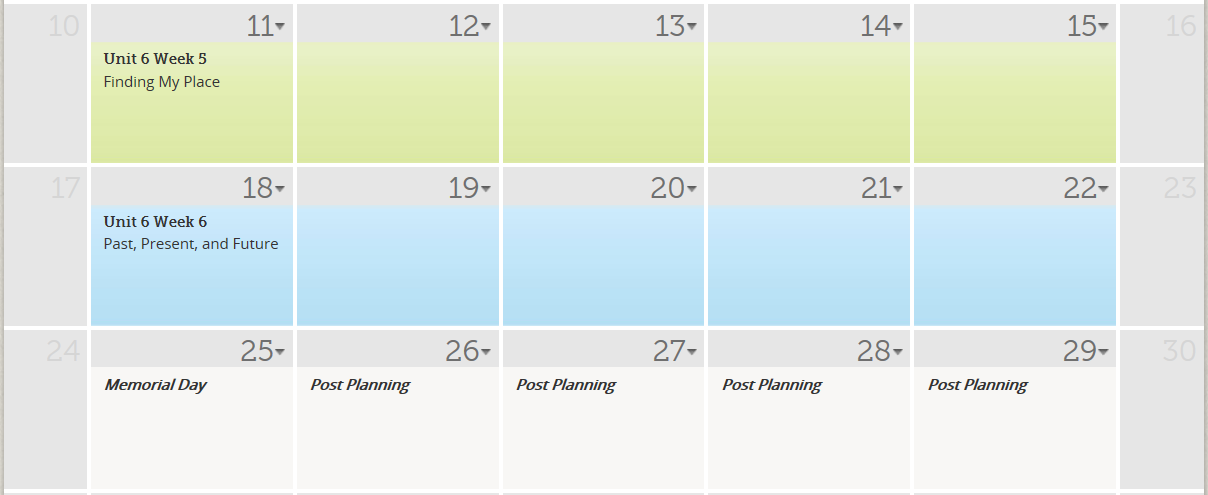 10 11 12 13 14 15 16
Unit 6 Week 5
Finding My Place
17 18 19 20 21 22 23
Unit 6 Week 6
Past, Present, and Future
24 25 26 27 28 29 30
Memorial Day Post Planning Post Planning Post Planning Post Planning